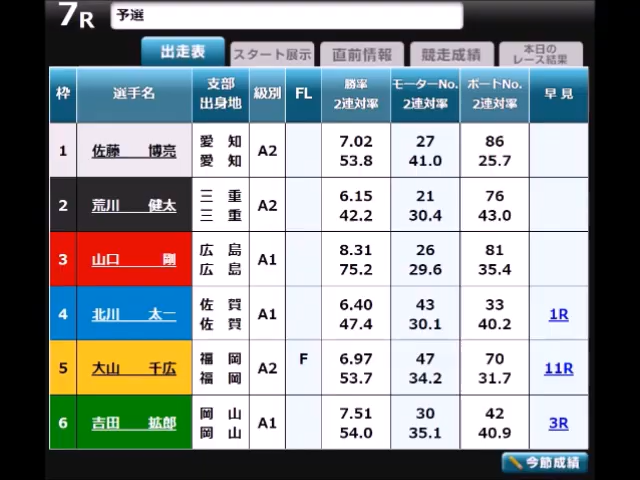 7R 予選
出走表 スタート展示 直前情報 競走成績 本日の
レース結果
枠 選手名 支部 級別 FL 勝率 モーターNo. ボートNo. 早見
出身地 2連対率 2連対率 2連対率
1 佐藤 博亮 愛知 A2 7.02 27 86
愛知 53.8 41.0 25.7
2 荒川 健太 三重 A2 6.15 21 76
三重 42.2 30.4 43.0
3 山口 剛 広島 A1 8.31 26 81
広島 75.2 29.6 35.4
4 北川 太一 佐賀 A1 6.40 43 33 1R
佐賀 47.4 30.1 40.2
5 大山 千広 福岡 A2 F 6.97 47 70 11R
福岡 53.7 34.2 31.7
6 吉田 拡郎 岡山 A1 7.51 30 42 3R
岡山 54.0 35.1 40.9
今節成績